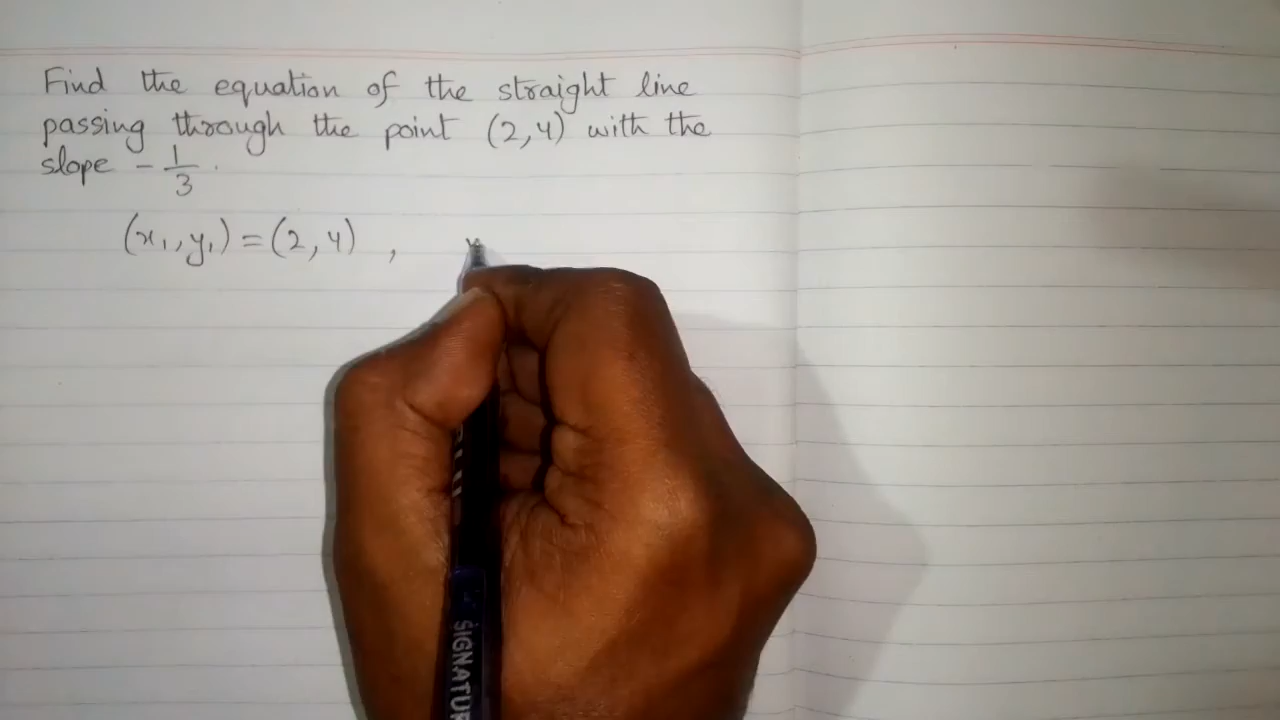 Find the equation of the straight line
passing through the point (2,4) with the
slope -1/3.
(x₁,y₁)=(2,4) ,
SIGNATUR